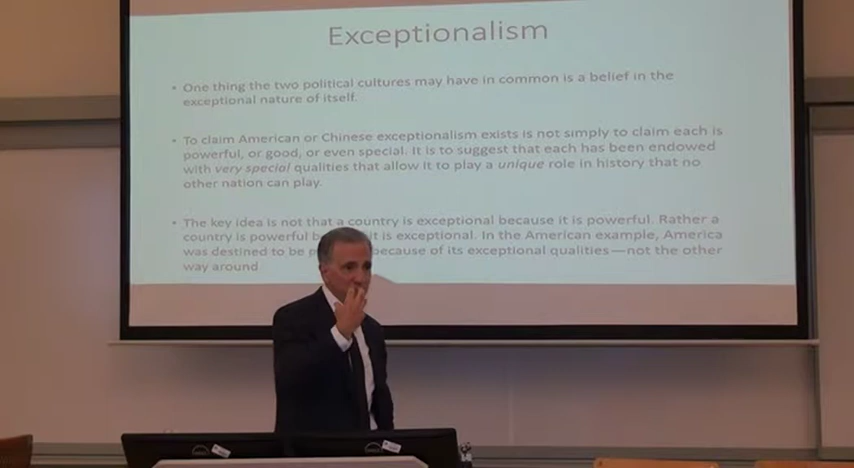 Exceptionalism
• One thing the two political cultures may have in common is a belief in the
exceptional nature of itself.
• To claim American or Chinese exceptionalism exists is not simply to claim each is
powerful, or good, or even special. It is to suggest that each has been endowed
with very special qualities that allow it to play a unique role in history that no
other nation can play.
• The key idea is not that a country is exceptional because it is powerful. Rather a
country is powerful it is exceptional. In the American example, America
was destined to be because of its exceptional qualities—not the other
way around